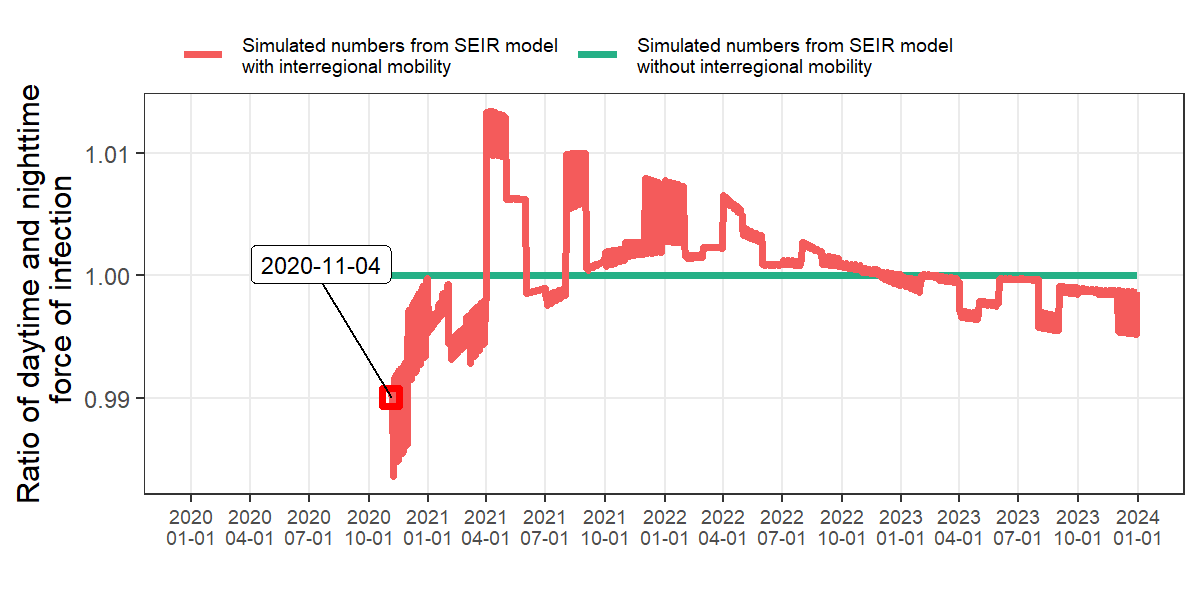 Simulated numbers from SEIR model
with interregional mobility
Simulated numbers from SEIR model
without interregional mobility
Ratio of daytime and nighttime
force of infection
1.01
1.00
0.99
2020-11-04
2020 2020 2020 2020 2021 2021 2021 2021 2022 2022 2022 2022 2023 2023 2023 2023 2024
01-01 04-01 07-01 10-01 01-01 04-01 07-01 10-01 01-01 04-01 07-01 10-01 01-01 04-01 07-01 10-01 01-01